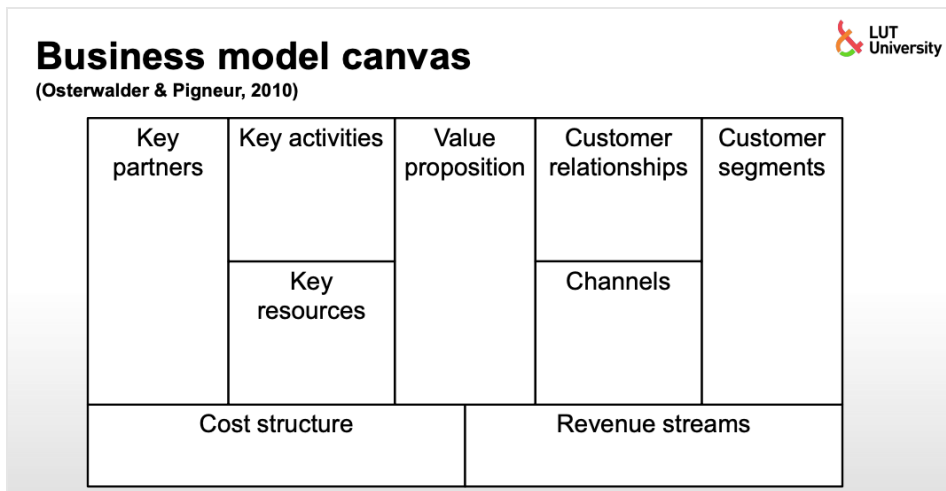 LUT
University
Business model canvas
(Osterwalder & Pigneur, 2010)
Key
partners
Key activities
Key
resources
Value
proposition
Customer
relationships
Channels
Customer
segments
Cost structure
Revenue streams